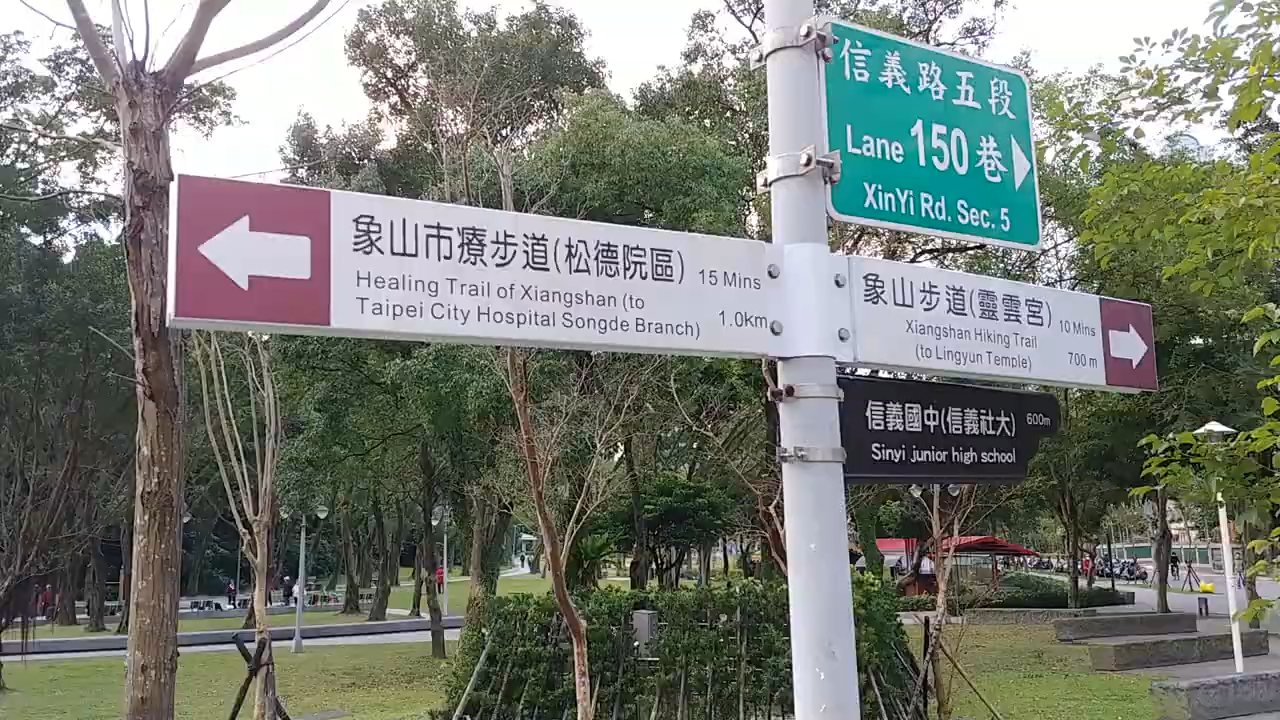 信義路五段
Lane 150 巷
XinYi Rd. Sec. 5
象山市療步道(松德院區) 15 Mins
Healing Trail of Xiangshan (to
Taipei City Hospital Songde Branch) 1.0km
象山步道(靈雲宮) 10 Mins
Xiangshan Hiking Trail
(to Lingyun Temple) 700 m
信義國中(信義社大) 600m
Sinyi junior high school